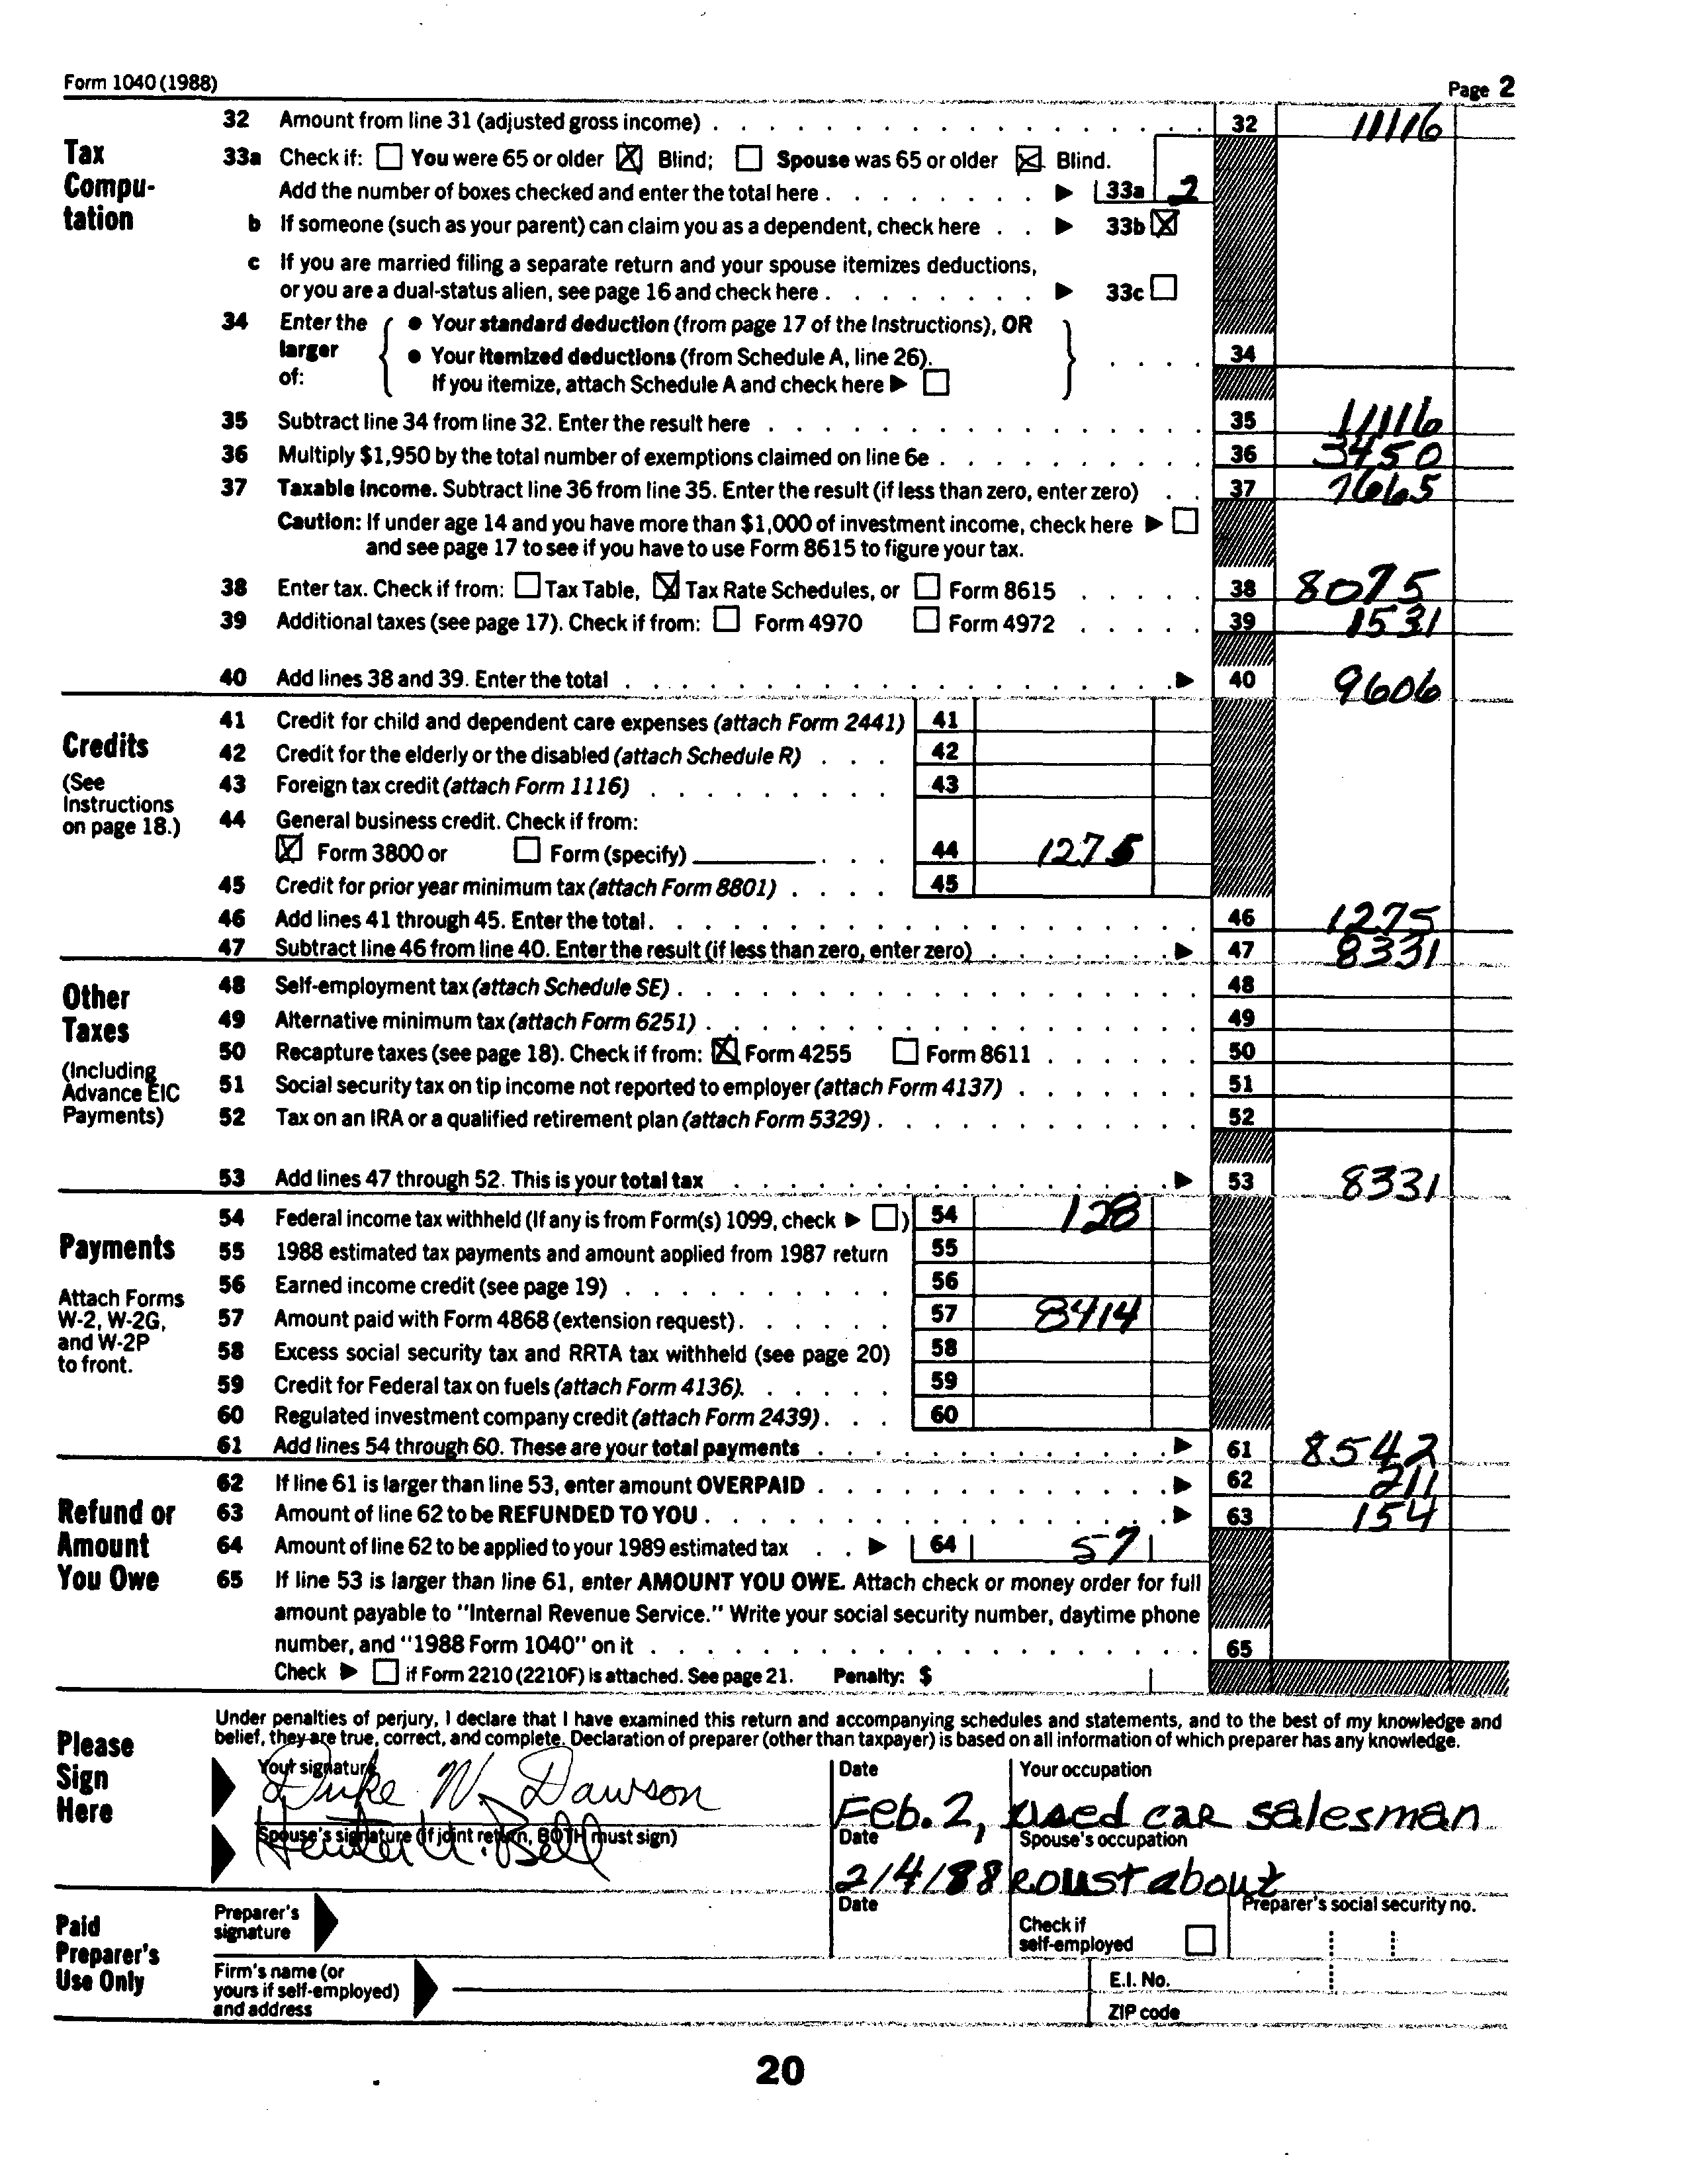 Form 1040 (1988)
Page 2
Tax Compu-tation
32 Amount from line 31 (adjusted gross income) . . . 32 11116
33a Check if: ☐ You were 65 or older ☒ Blind; ☐ Spouse was 65 or older ☒ Blind.
Add the number of boxes checked and enter the total here . . . ▶ 33a 2
b If someone (such as your parent) can claim you as a dependent, check here . . ▶ 33b ☒
c If you are married filing a separate return and your spouse itemizes deductions,
or you are a dual-status alien, see page 16 and check here . . . ▶ 33c ☐
34 Enter the larger of: { • Your standard deduction (from page 17 of the Instructions), OR
• Your itemized deductions (from Schedule A, line 26).
If you itemize, attach Schedule A and check here ▶ ☐ } . . . . 34
35 Subtract line 34 from line 32. Enter the result here . . . 35 11116
36 Multiply $1,950 by the total number of exemptions claimed on line 6e . . . 36 3450
37 Taxable income. Subtract line 36 from line 35. Enter the result (if less than zero, enter zero) . . 37 7665
Caution: If under age 14 and you have more than $1,000 of investment income, check here ▶ ☐
and see page 17 to see if you have to use Form 8615 to figure your tax.
38 Enter tax. Check if from: ☐ Tax Table, ☒ Tax Rate Schedules, or ☐ Form 8615 . . . 38 8075
39 Additional taxes (see page 17). Check if from: ☐ Form 4970 ☐ Form 4972 . . . 39 1531
40 Add lines 38 and 39. Enter the total . . . ▶ 40 9606
Credits
(See Instructions on page 18.)
41 Credit for child and dependent care expenses (attach Form 2441) 41
42 Credit for the elderly or the disabled (attach Schedule R) . . . 42
43 Foreign tax credit (attach Form 1116) . . . 43
44 General business credit. Check if from:
☒ Form 3800 or ☐ Form (specify) . . . 44 1275
45 Credit for prior year minimum tax (attach Form 8801) . . . . 45
46 Add lines 41 through 45. Enter the total . . . 46 1275
47 Subtract line 46 from line 40. Enter the result (if less than zero, enter zero) . . . ▶ 47 8331
Other Taxes
(Including Advance EIC Payments)
48 Self-employment tax (attach Schedule SE) . . . 48
49 Alternative minimum tax (attach Form 6251) . . . 49
50 Recapture taxes (see page 18). Check if from: ☒ Form 4255 ☐ Form 8611 . . . 50
51 Social security tax on tip income not reported to employer (attach Form 4137) . . . 51
52 Tax on an IRA or a qualified retirement plan (attach Form 5329) . . . 52
53 Add lines 47 through 52. This is your total tax . . . ▶ 53 8331
Payments
Attach Forms W-2, W-2G, and W-2P to front.
54 Federal income tax withheld (If any is from Form(s) 1099, check ▶ ☐) 54 128
55 1988 estimated tax payments and amount applied from 1987 return 55
56 Earned income credit (see page 19) . . . 56
57 Amount paid with Form 4868 (extension request) . . . 57 8414
58 Excess social security tax and RRTA tax withheld (see page 20) 58
59 Credit for Federal tax on fuels (attach Form 4136) . . . 59
60 Regulated investment company credit (attach Form 2439) . . . 60
61 Add lines 54 through 60. These are your total payments . . . ▶ 61 8542
Refund or Amount You Owe
62 If line 61 is larger than line 53, enter amount OVERPAID . . . ▶ 62 211
63 Amount of line 62 to be REFUNDED TO YOU . . . ▶ 63 154
64 Amount of line 62 to be applied to your 1989 estimated tax . . ▶ 64 57
65 If line 53 is larger than line 61, enter AMOUNT YOU OWE. Attach check or money order for full
amount payable to "Internal Revenue Service." Write your social security number, daytime phone
number, and "1988 Form 1040" on it . . . 65
Check ▶ ☐ if Form 2210 (2210F) is attached. See page 21. Penalty: $
Please Sign Here
Under penalties of perjury, I declare that I have examined this return and accompanying schedules and statements, and to the best of my knowledge and
belief, they are true, correct, and complete. Declaration of preparer (other than taxpayer) is based on all information of which preparer has any knowledge.
Your signature Date Your occupation
Duke W. Dawson Feb. 2, used car salesman
Spouse's signature (if joint return, BOTH must sign) Date Spouse's occupation
Bell 2/4/88 roustabout
Paid Preparer's Use Only
Preparer's signature Date Check if self-employed ☐ Preparer's social security no.
Firm's name (or yours if self-employed) and address
E.I. No.
ZIP code
20